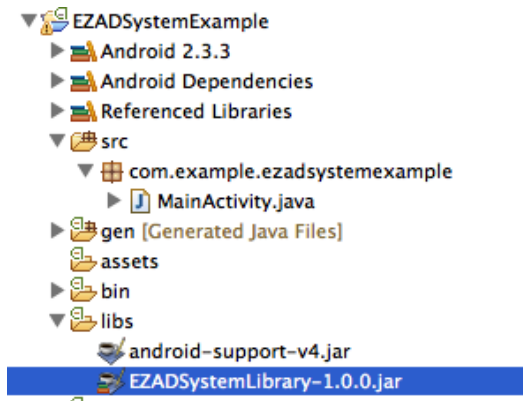 EZADSystemExample
Android 2.3.3
Android Dependencies
Referenced Libraries
src
com.example.ezadsystemexample
MainActivity.java
gen [Generated Java Files]
assets
bin
libs
android-support-v4.jar
EZADSystemLibrary-1.0.0.jar